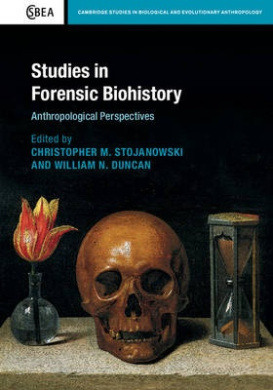 CSBEA
CAMBRIDGE STUDIES IN BIOLOGICAL AND EVOLUTIONARY ANTHROPOLOGY
Studies in
Forensic Biohistory
Anthropological Perspectives
Edited by
CHRISTOPHER M. STOJANOWSKI
AND WILLIAM N. DUNCAN